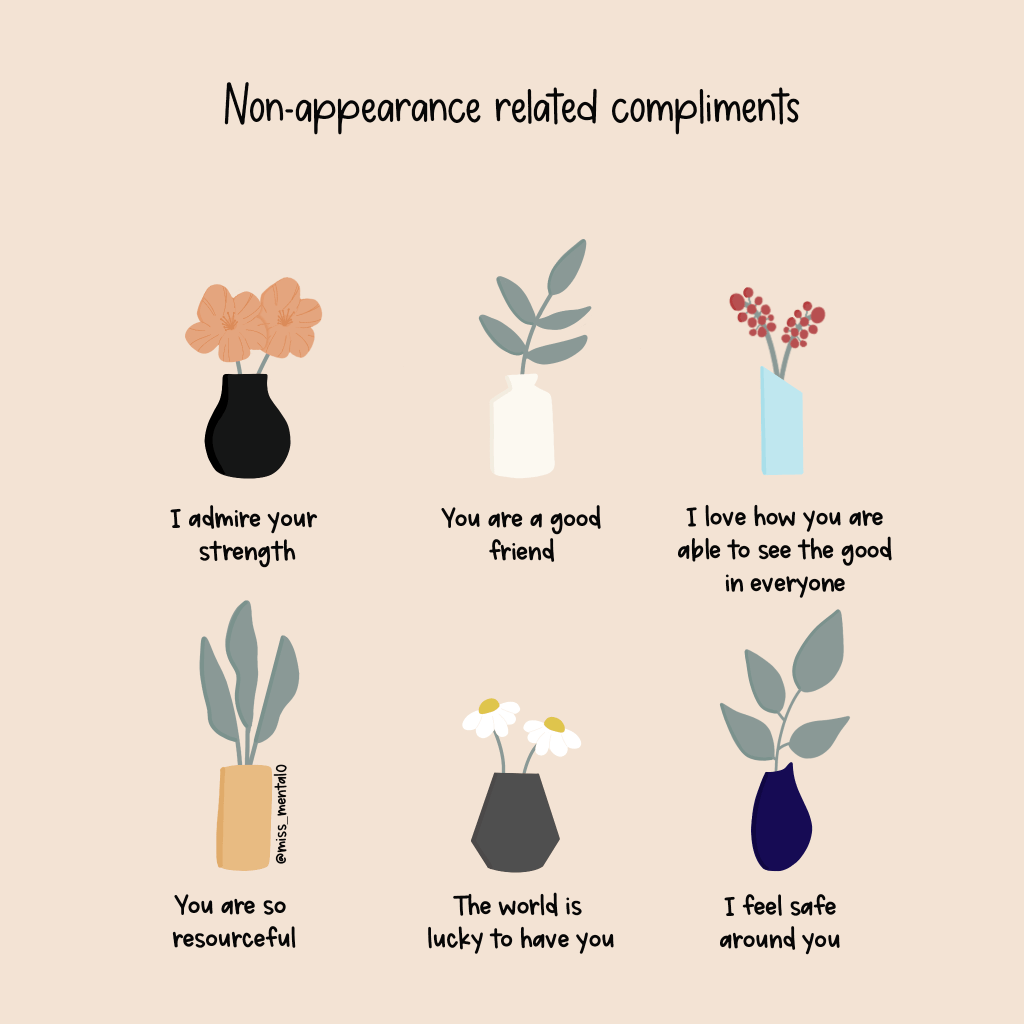 Non-appearance related compliments
I admire your
strength
You are a good
friend
I love how you are
able to see the good
in everyone
@miss_mental0
You are so
resourceful
The world is
lucky to have you
I feel safe
around you